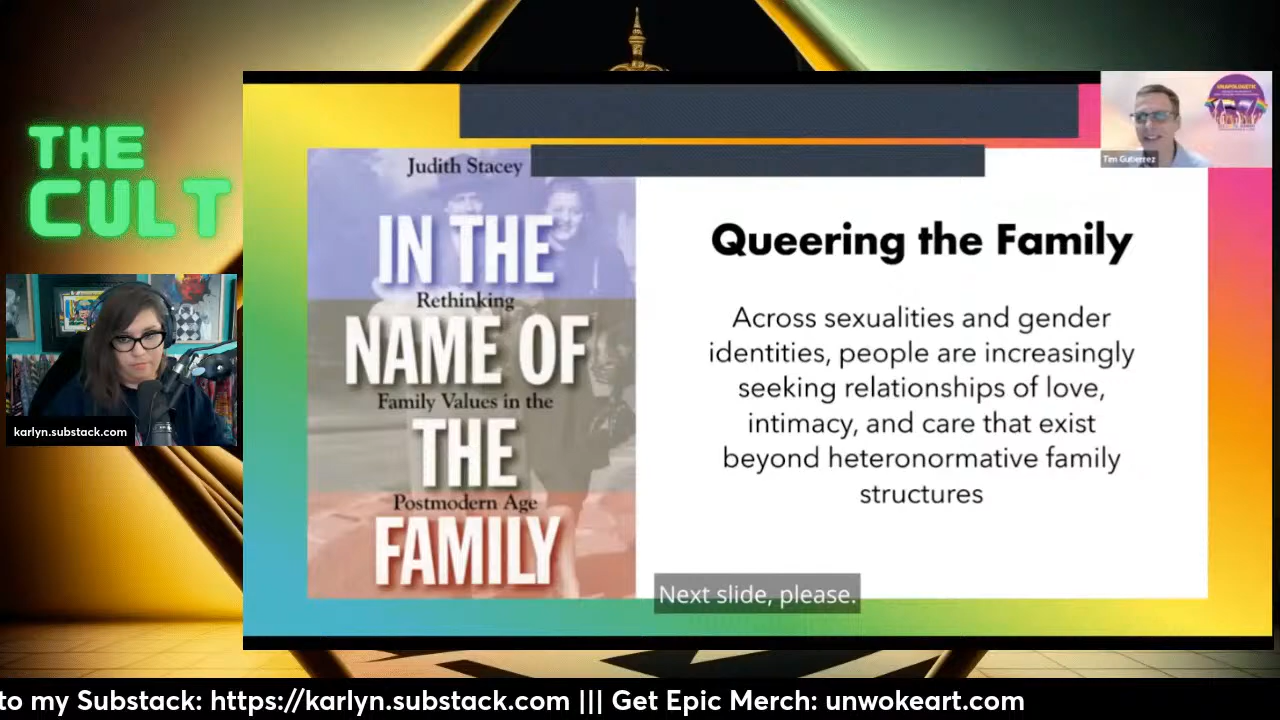 THE
CULT
karlyn.substack.com
Judith Stacey
IN THE
Rethinking
NAME OF
Family Values in the
THE
Postmodern Age
FAMILY
Queering the Family
Across sexualities and gender
identities, people are increasingly
seeking relationships of love,
intimacy, and care that exist
beyond heteronormative family
structures
Next slide, please.
Tim Gutierrez
UNAPOLOGETIC
to my Substack: https://karlyn.substack.com ||| Get Epic Merch: unwokeart.com